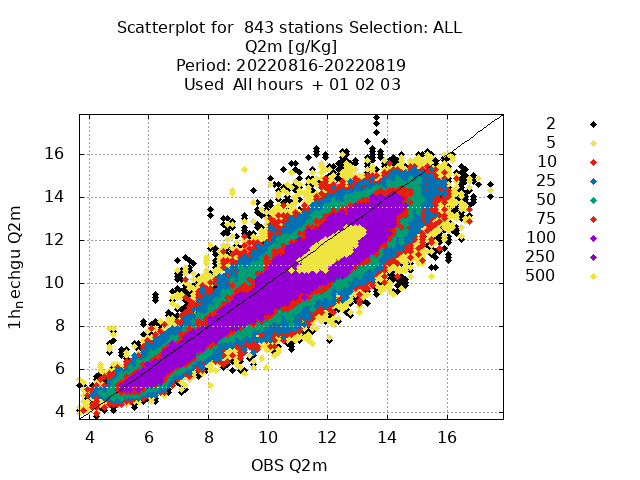 Scatterplot for  843 stations Selection: ALL
Q2m [g/Kg]
Period: 20220816-20220819
Used  All hours  + 01 02 03
2
5
10
25
50
75
100
250
500
16
14
12
10
8
6
4
1hnechgu Q2m
4 6 8 10 12 14 16
OBS Q2m